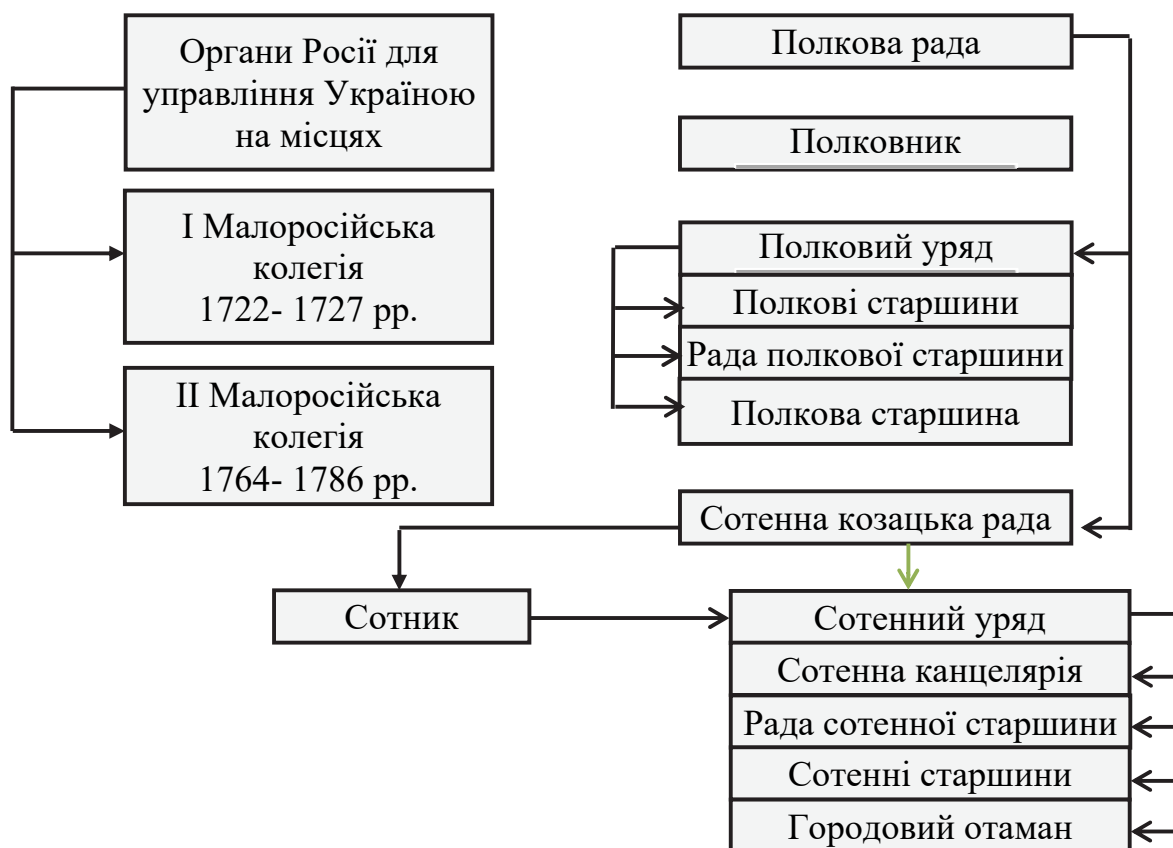 Органи Росії для
управління Україною
на місцях
І Малоросійська
колегія
1722- 1727 рр.
ІІ Малоросійська
колегія
1764- 1786 рр.
Полкова рада
Полковник
Полковий уряд
Полкові старшини
Рада полкової старшини
Полкова старшина
Сотенна козацька рада
Сотник
Сотенний уряд
Сотенна канцелярія
Рада сотенної старшини
Сотенні старшини
Городовий отаман